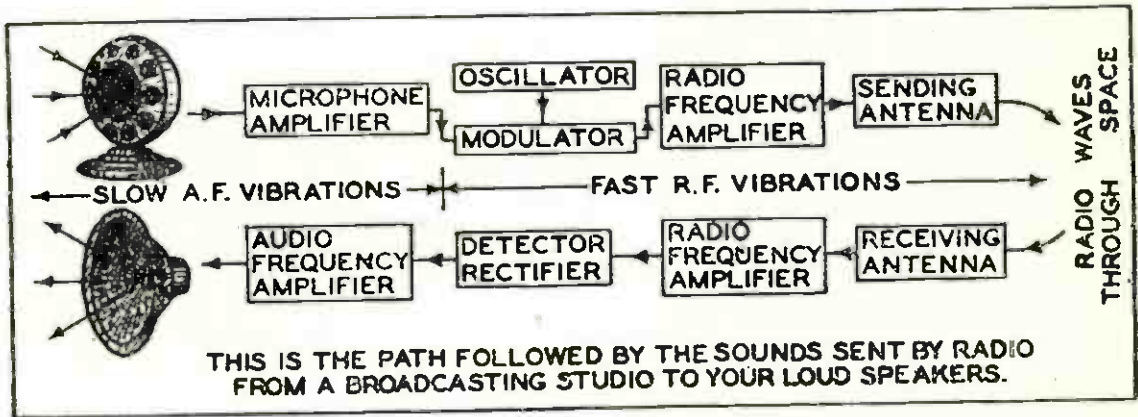 MICROPHONE
AMPLIFIER
OSCILLATOR
MODULATOR
RADIO
FREQUENCY
AMPLIFIER
SENDING
ANTENNA
RADIO WAVES
THROUGH SPACE
SLOW A.F. VIBRATIONS
FAST R.F. VIBRATIONS
AUDIO
FREQUENCY
AMPLIFIER
DETECTOR
RECTIFIER
RADIO
FREQUENCY
AMPLIFIER
RECEIVING
ANTENNA
THIS IS THE PATH FOLLOWED BY THE SOUNDS SENT BY RADIO
FROM A BROADCASTING STUDIO TO YOUR LOUD SPEAKERS.